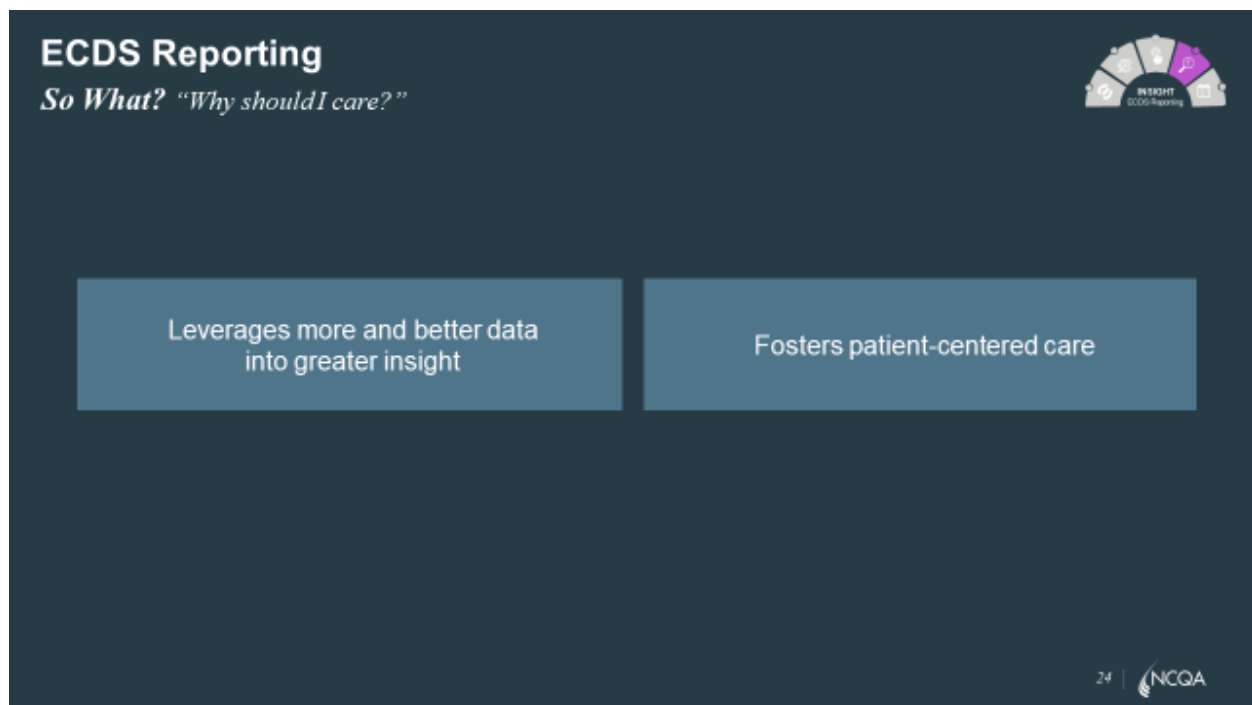 ECDS Reporting
So What? “Why should I care?”
INSIGHT
ECDS Reporting
Leverages more and better data
into greater insight
Fosters patient-centered care
24 | NCQA